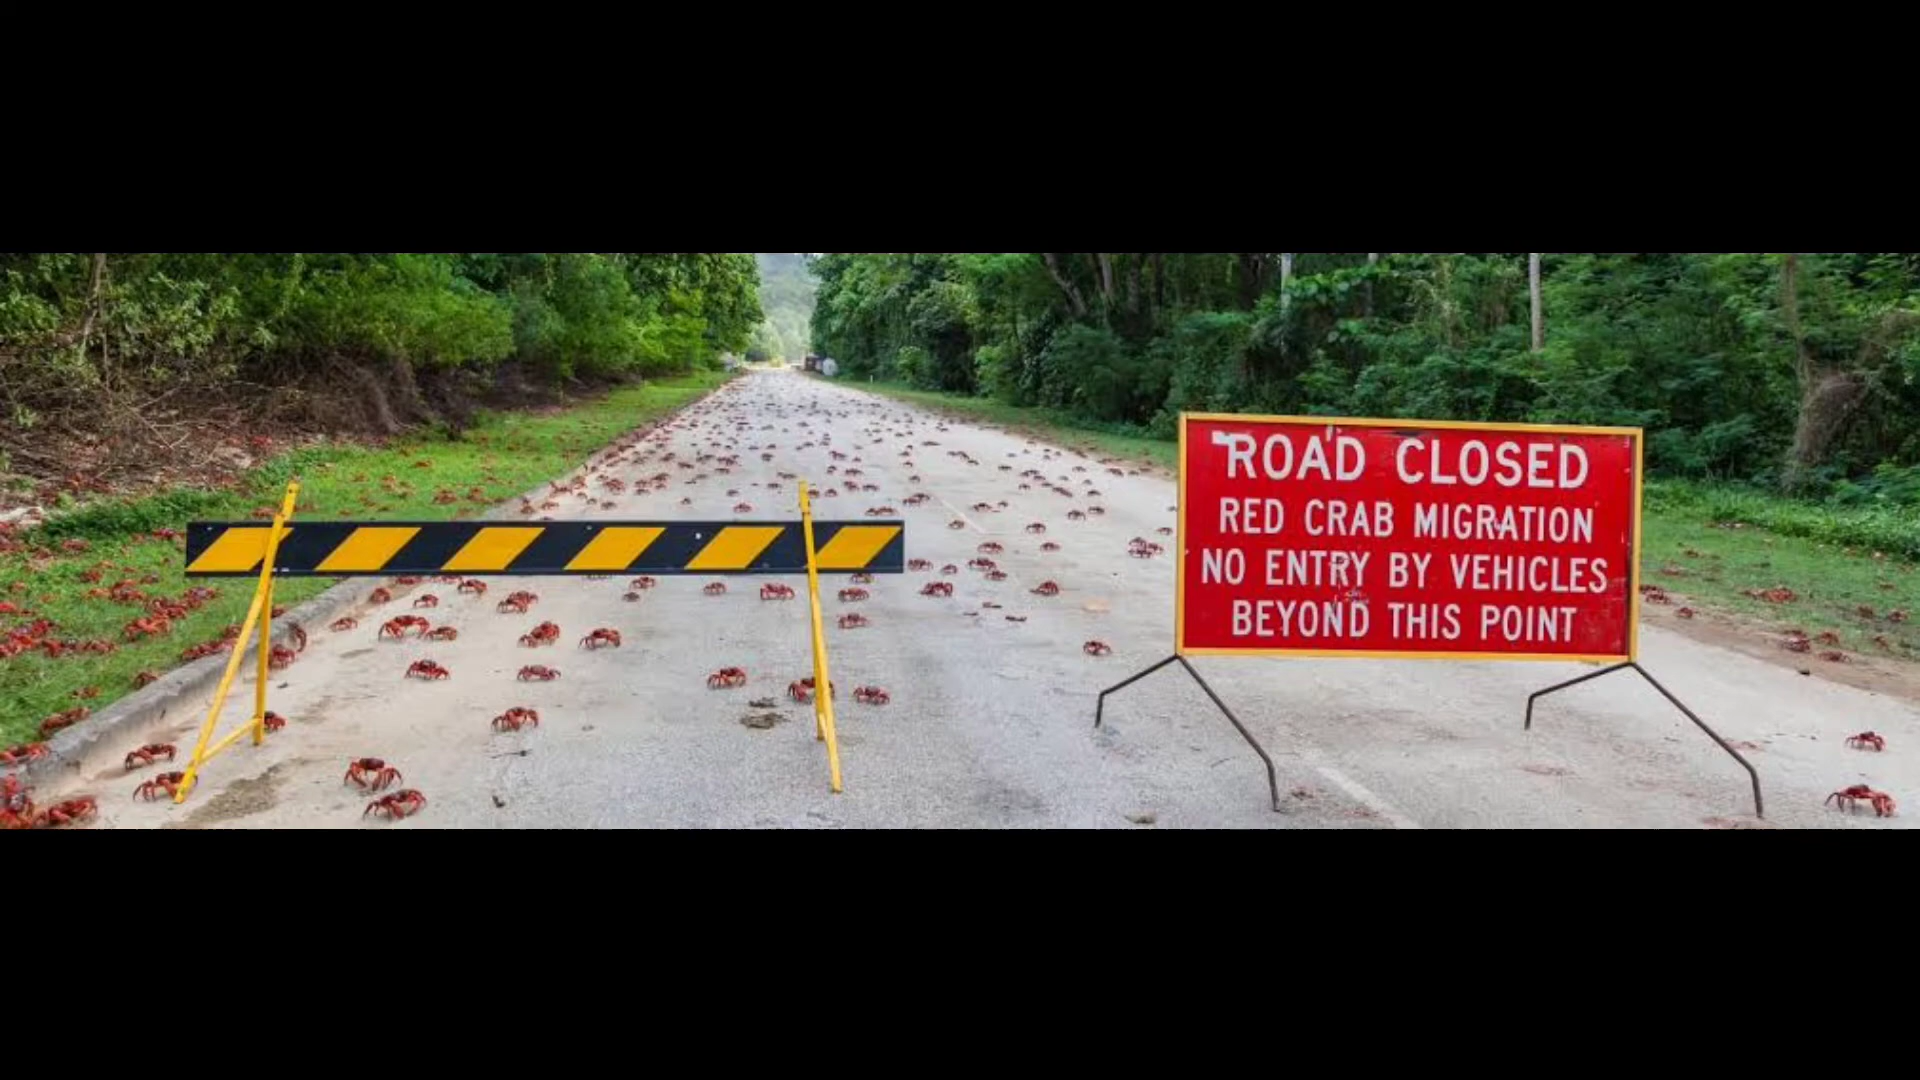 ROAD CLOSED
RED CRAB MIGRATION
NO ENTRY BY VEHICLES
BEYOND THIS POINT